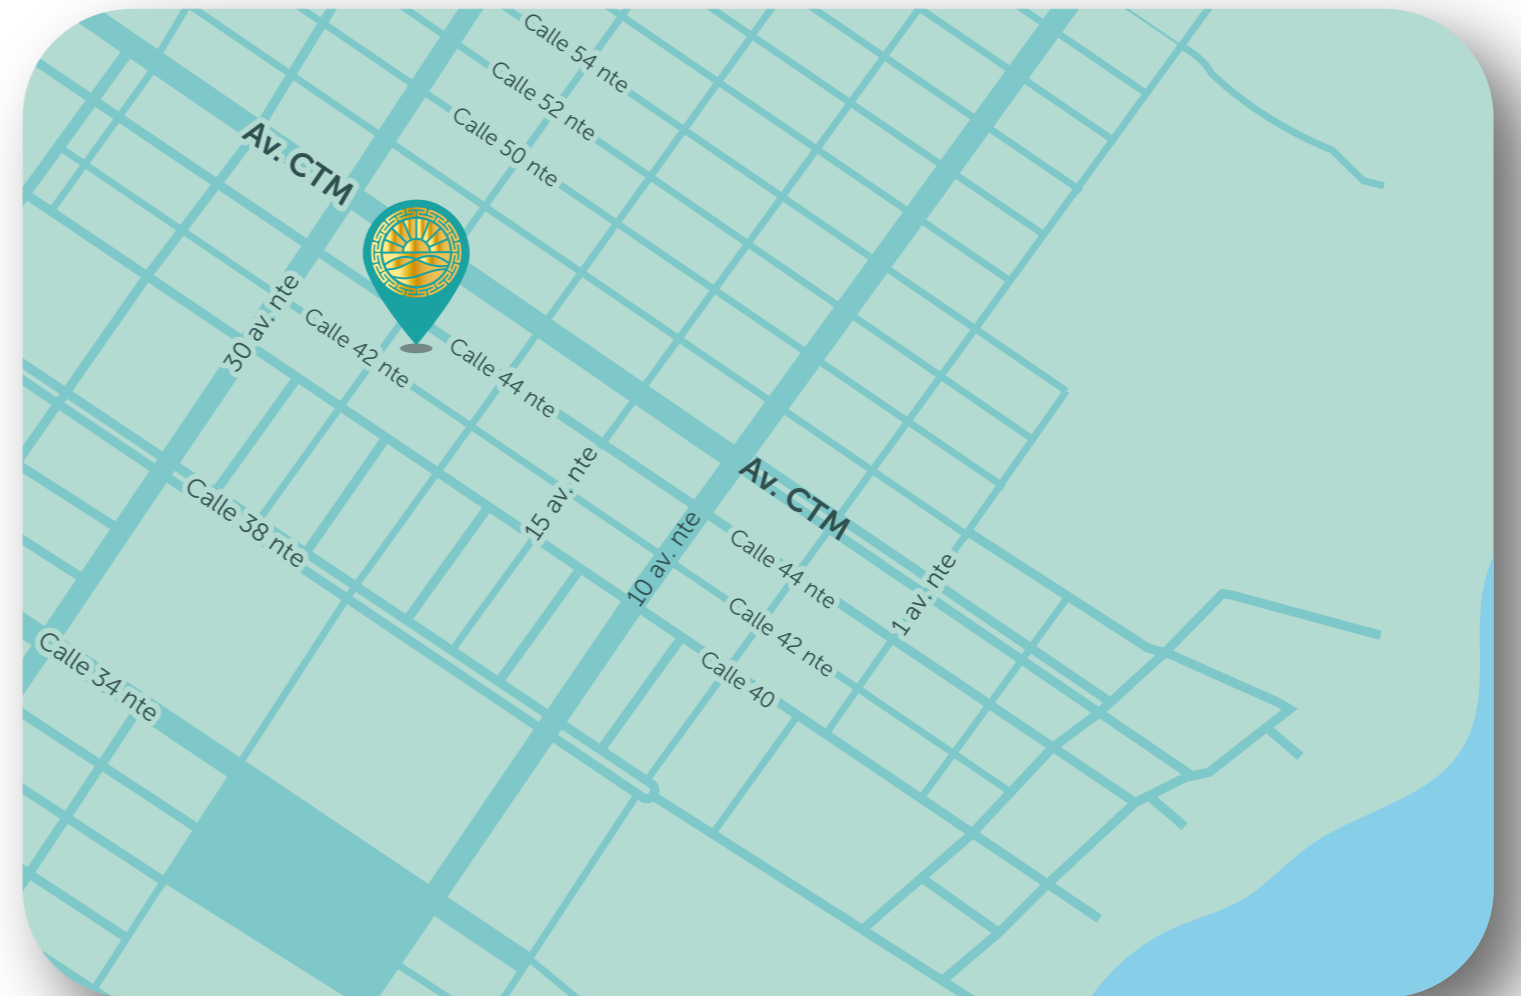 Calle 54 nte
Calle 52 nte
Calle 50 nte
Av. CTM
30 av. nte
Calle 42 nte
Calle 44 nte
15 av. nte
Av. CTM
Calle 38 nte
10 av. nte
Calle 44 nte
1 av. nte
Calle 42 nte
Calle 34 nte
Calle 40